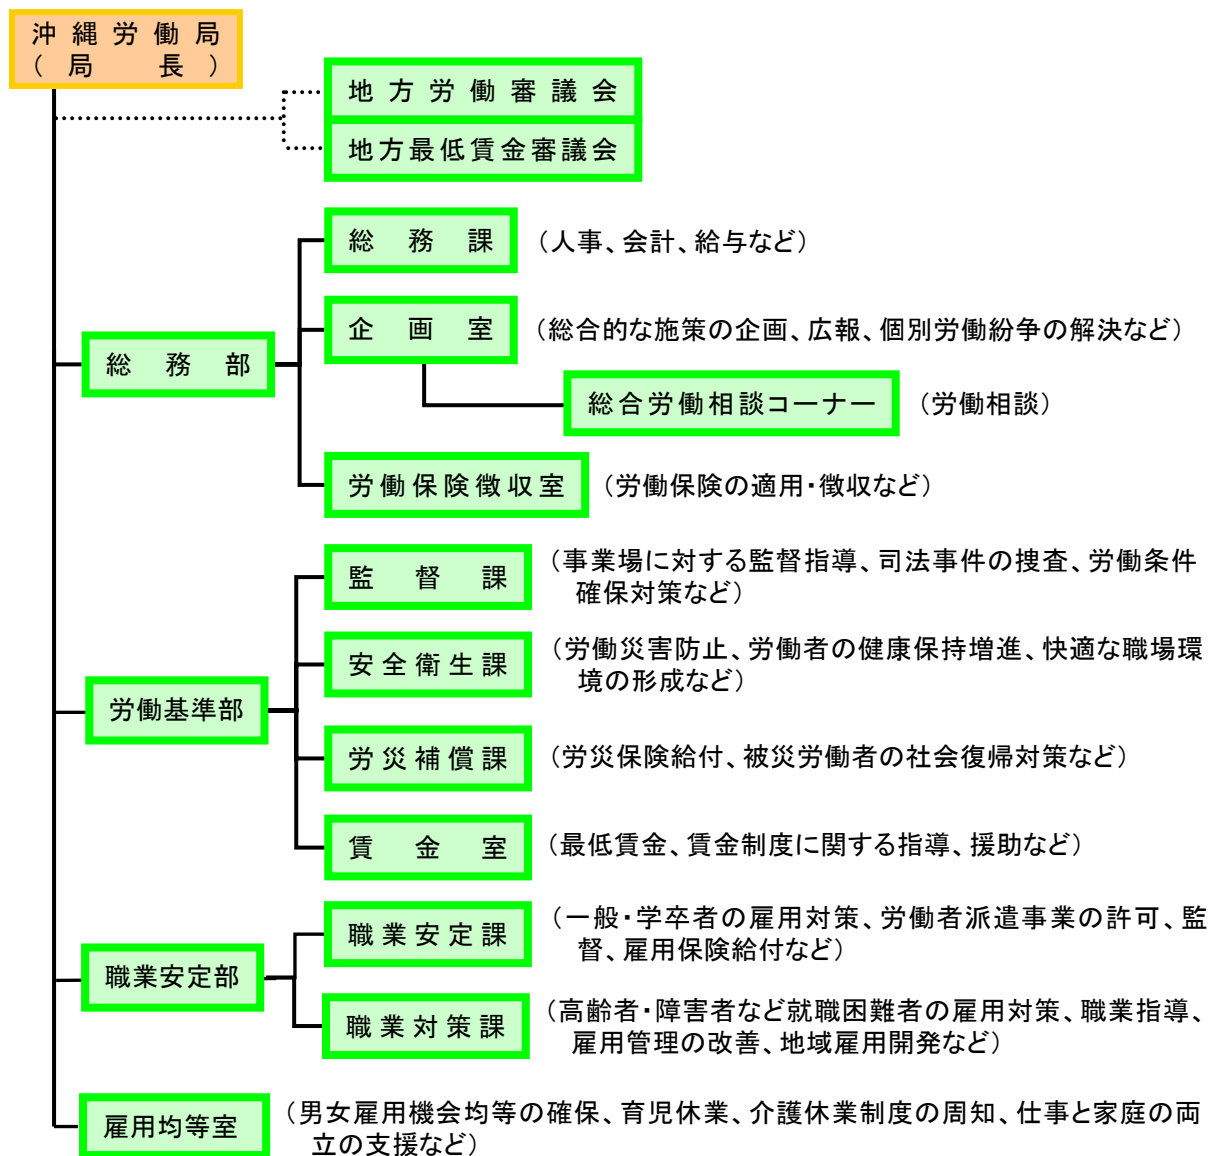 沖縄労働局
（局長）
地方労働審議会
地方最低賃金審議会
総務課
（人事、会計、給与など）
企画室
（総合的な施策の企画、広報、個別労働紛争の解決など）
総務部
総合労働相談コーナー
（労働相談）
労働保険徴収室
（労働保険の適用・徴収など）
監督課
（事業場に対する監督指導、司法事件の捜査、労働条件
確保対策など）
安全衛生課
（労働災害防止、労働者の健康保持増進、快適な職場環
境の形成など）
労働基準部
労災補償課
（労災保険給付、被災労働者の社会復帰対策など）
賃金室
（最低賃金、賃金制度に関する指導、援助など）
職業安定課
（一般・学卒者の雇用対策、労働者派遣事業の許可、監
督、雇用保険給付など）
職業安定部
職業対策課
（高齢者・障害者など就職困難者の雇用対策、職業指導、
雇用管理の改善、地域雇用開発など）
雇用均等室
（男女雇用機会均等の確保、育児休業、介護休業制度の周知、仕事と家庭の両
立の支援など）